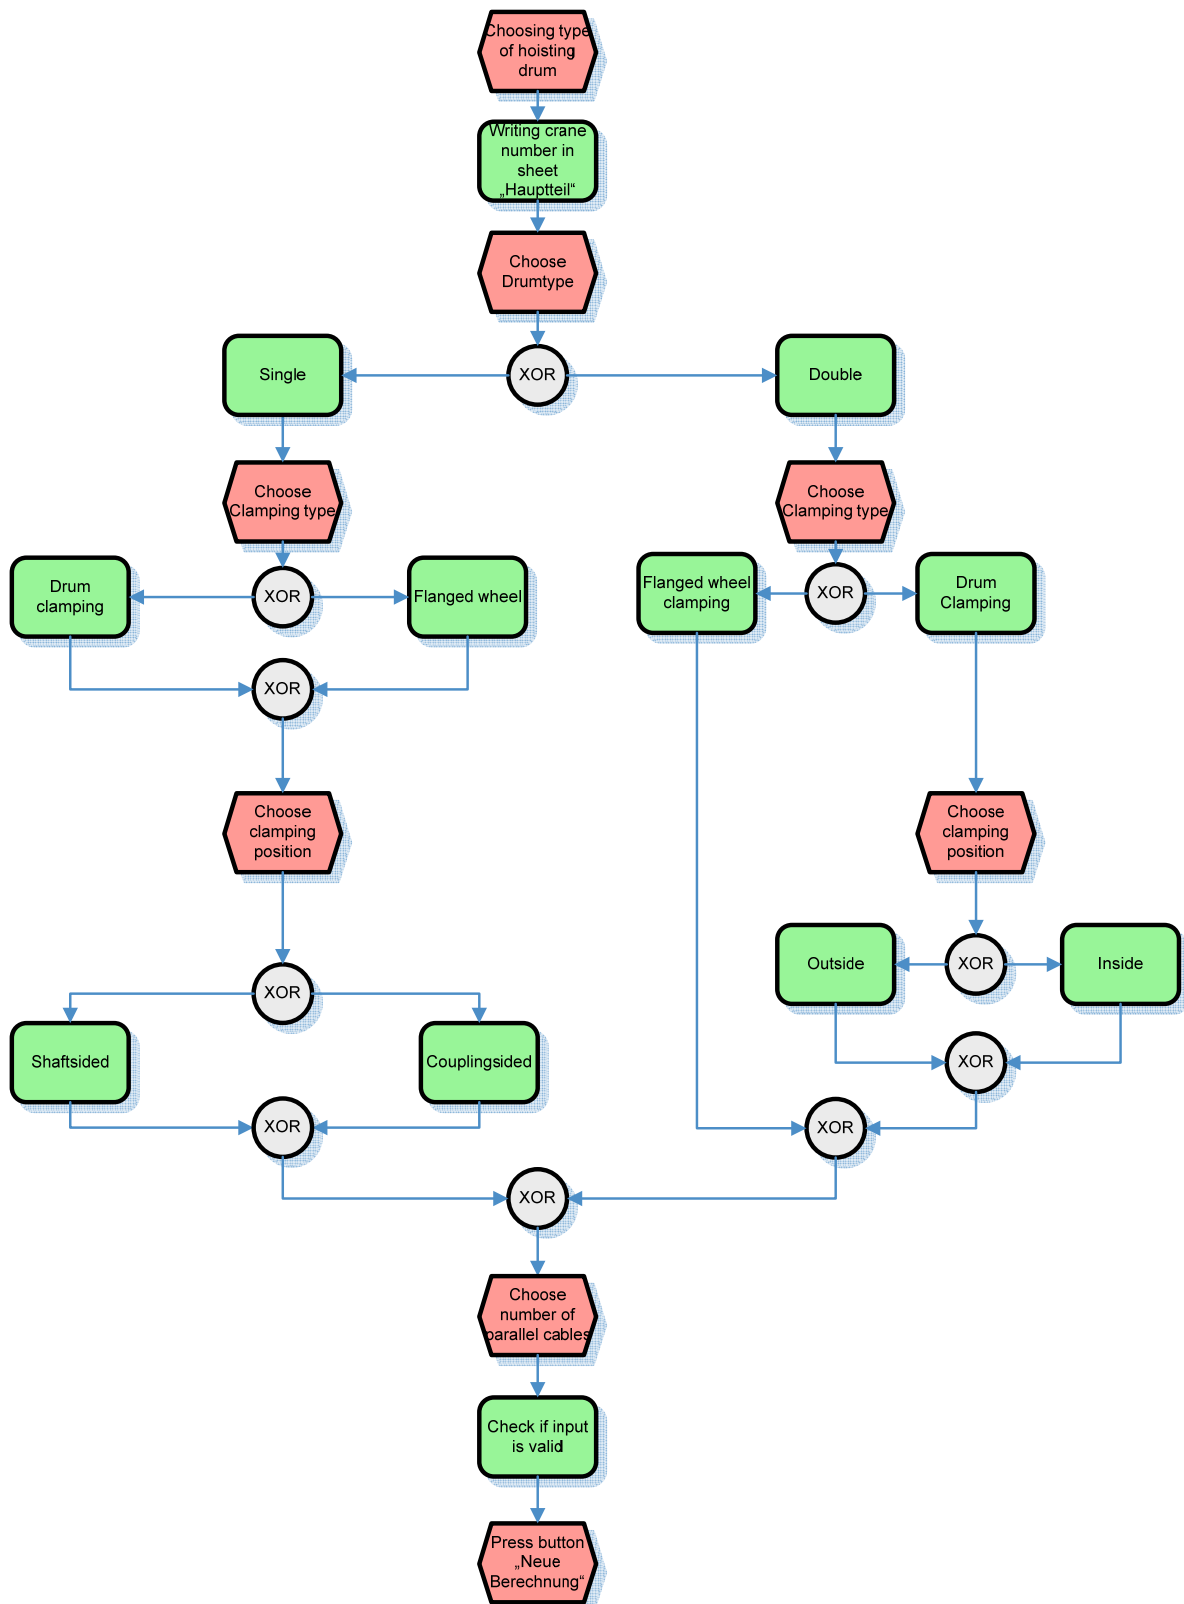 Choosing type
of hoisting
drum
Writing crane
number in
sheet
„Hauptteil“
Choose
Drumtype
Single
XOR
Double
Choose
Clamping type
Choose
Clamping type
Drum
clamping
XOR
Flanged wheel
Flanged wheel
clamping
XOR
Drum
Clamping
XOR
Choose
clamping
position
Choose
clamping
position
XOR
Outside
XOR
Inside
Shaftsided
Couplingsided
XOR
XOR
XOR
XOR
Choose
number of
parallel cables
Check if input
is valid
Press button
„Neue
Berechnung“